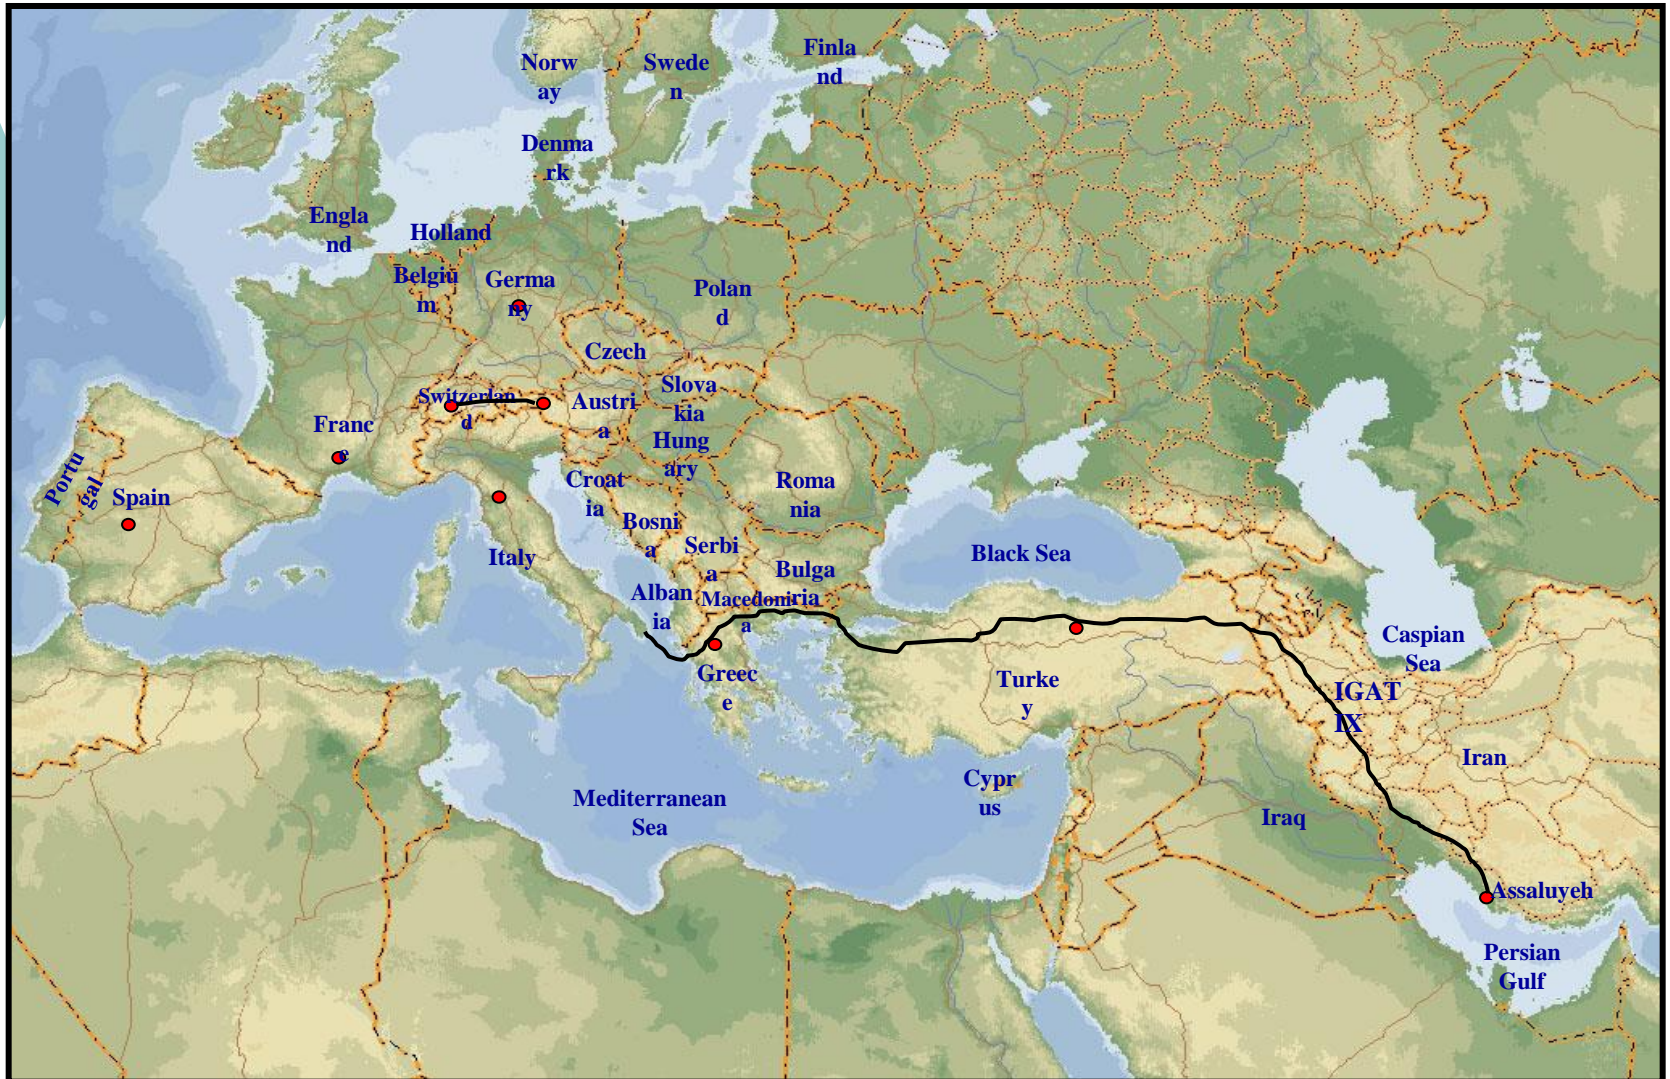 Norw
ay
Swede
n
Finla
nd
Denma
rk
Engla
nd
Holland
Belgiu
m
Germa
ny
Polan
d
Czech
Slova
kia
Switzerlan
d
Austri
a
Franc
e
Hung
ary
Portu
gal
Spain
Croat
ia
Roma
nia
Bosni
a
Italy
Serbi
a
Black Sea
Bulga
ria
Alban
ia
Macedoni
a
Caspian
Sea
Greec
e
Turke
y
IGAT
IX
Iran
Cypr
us
Mediterranean
Sea
Iraq
Assaluyeh
Persian
Gulf